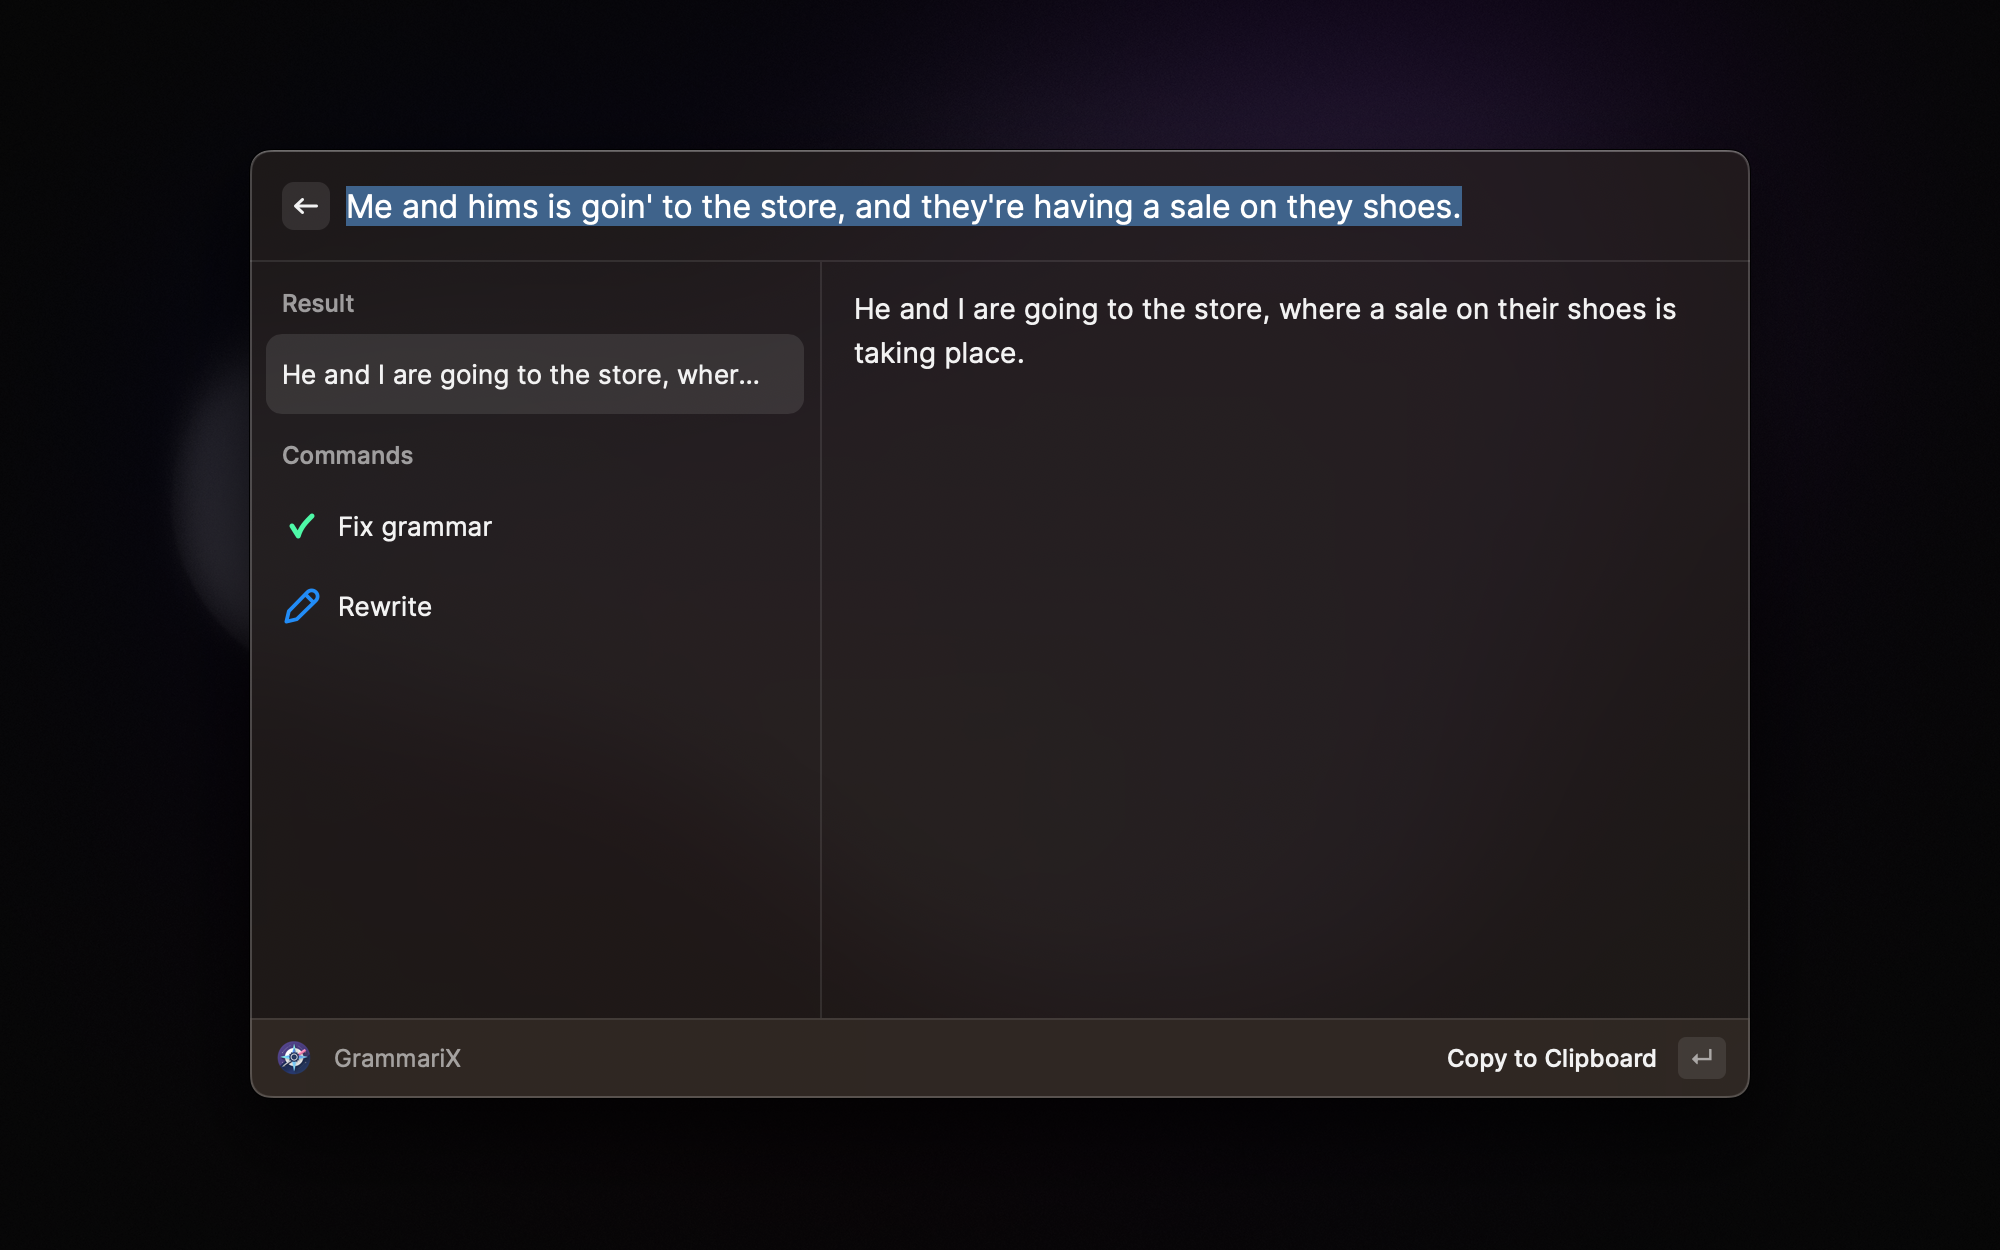 Me and hims is goin' to the store, and they're having a sale on they shoes.
Result
He and I are going to the store, wher...
Commands
Fix grammar
Rewrite
He and I are going to the store, where a sale on their shoes is
taking place.
GrammariX
Copy to Clipboard